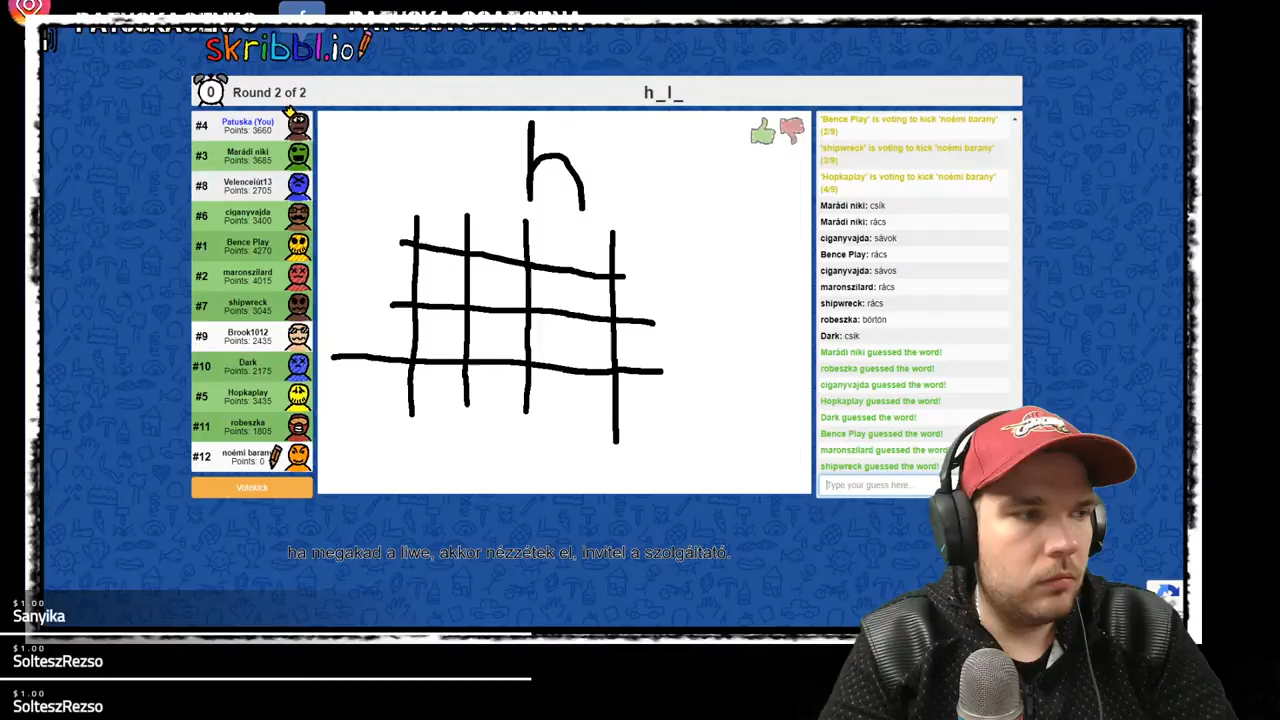 PATUSKA CSATORNA
skribbl.io
0
Round 2 of 2
h_l_
#4
Patuska (You)
Points: 3660
#3
Marádi niki
Points: 3685
#8
Velenceiút13
Points: 2705
#6
ciganyvajda
Points: 3400
#1
Bence Play
Points: 4270
#2
maronszilard
Points: 4015
#7
shipwreck
Points: 3045
#9
Brook1012
Points: 2435
#10
Dark
Points: 2175
#5
Hopkaplay
Points: 3435
#11
robeszka
Points: 1805
#12
noémi barany
Points: 0
Votekick
h
'Bence Play' is voting to kick 'noémi barany'
(2/9)
'shipwreck' is voting to kick 'noémi barany'
(3/9)
'Hopkaplay' is voting to kick 'noémi barany'
(4/9)
Marádi niki: csík
Marádi niki: rács
ciganyvajda: sávok
Bence Play: rács
ciganyvajda: sávos
maronszilard: rács
shipwreck: rács
robeszka: börtön
Dark: csik
Marádi niki guessed the word!
robeszka guessed the word!
ciganyvajda guessed the word!
Hopkaplay guessed the word!
Dark guessed the word!
Bence Play guessed the word!
maronszilard guessed the word!
shipwreck guessed the word!
Type your guess here...
ha megakad a liwe, akkor nézzétek el, invitel a szolgáltató.
$1.00
Sanyika
$1.00
SolteszRezso
$1.00
SolteszRezso